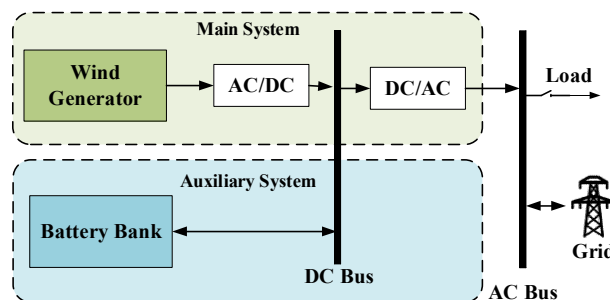 Main System
Wind
Generator
AC/DC
DC/AC
Load
Auxiliary System
Battery Bank
DC Bus
Grid
AC Bus